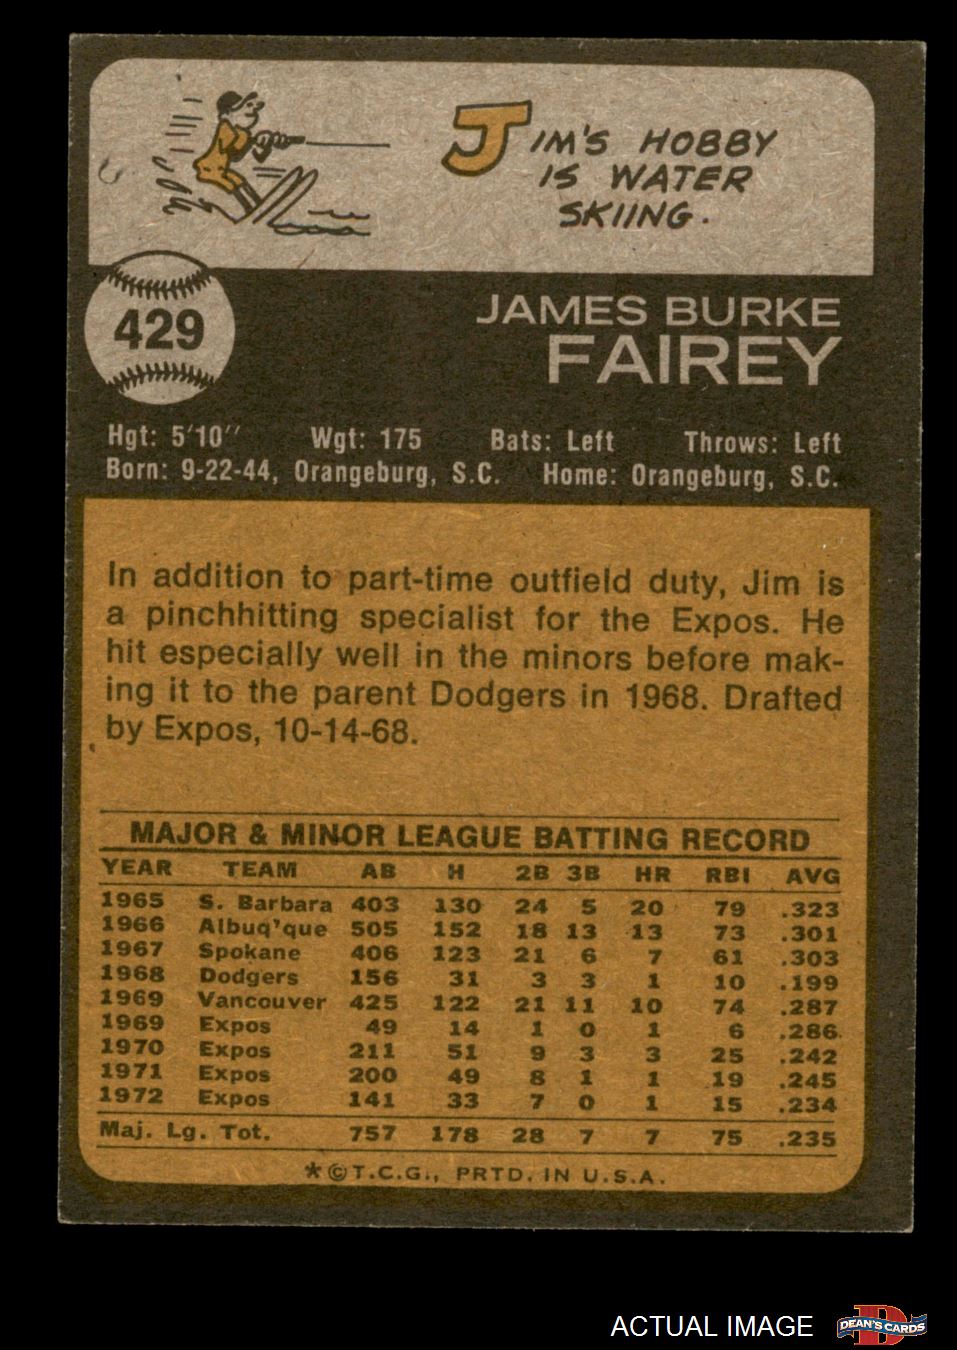 JIM'S HOBBY
IS WATER
SKIING.
429
JAMES BURKE
FAIREY
Hgt: 5'10" Wgt: 175 Bats: Left Throws: Left
Born: 9-22-44, Orangeburg, S.C. Home: Orangeburg, S.C.
In addition to part-time outfield duty, Jim is
a pinchhitting specialist for the Expos. He
hit especially well in the minors before mak-
ing it to the parent Dodgers in 1968. Drafted
by Expos, 10-14-68.
MAJOR & MINOR LEAGUE BATTING RECORD
YEAR TEAM AB H 2B 3B HR RBI AVG
1965 S. Barbara 403 130 24 5 20 79 .323
1966 Albuq'que 505 152 18 13 13 73 .301
1967 Spokane 406 123 21 6 7 61 .303
1968 Dodgers 156 31 3 3 1 10 .199
1969 Vancouver 425 122 21 11 10 74 .287
1969 Expos 49 14 1 0 1 6 .286
1970 Expos 211 51 9 3 3 25 .242
1971 Expos 200 49 8 1 1 19 .245
1972 Expos 141 33 7 0 1 15 .234
Maj. Lg. Tot. 757 178 28 7 7 75 .235
*©T.C.G., PRTD. IN U.S.A.
ACTUAL IMAGE
D
DEAN'S CARDS